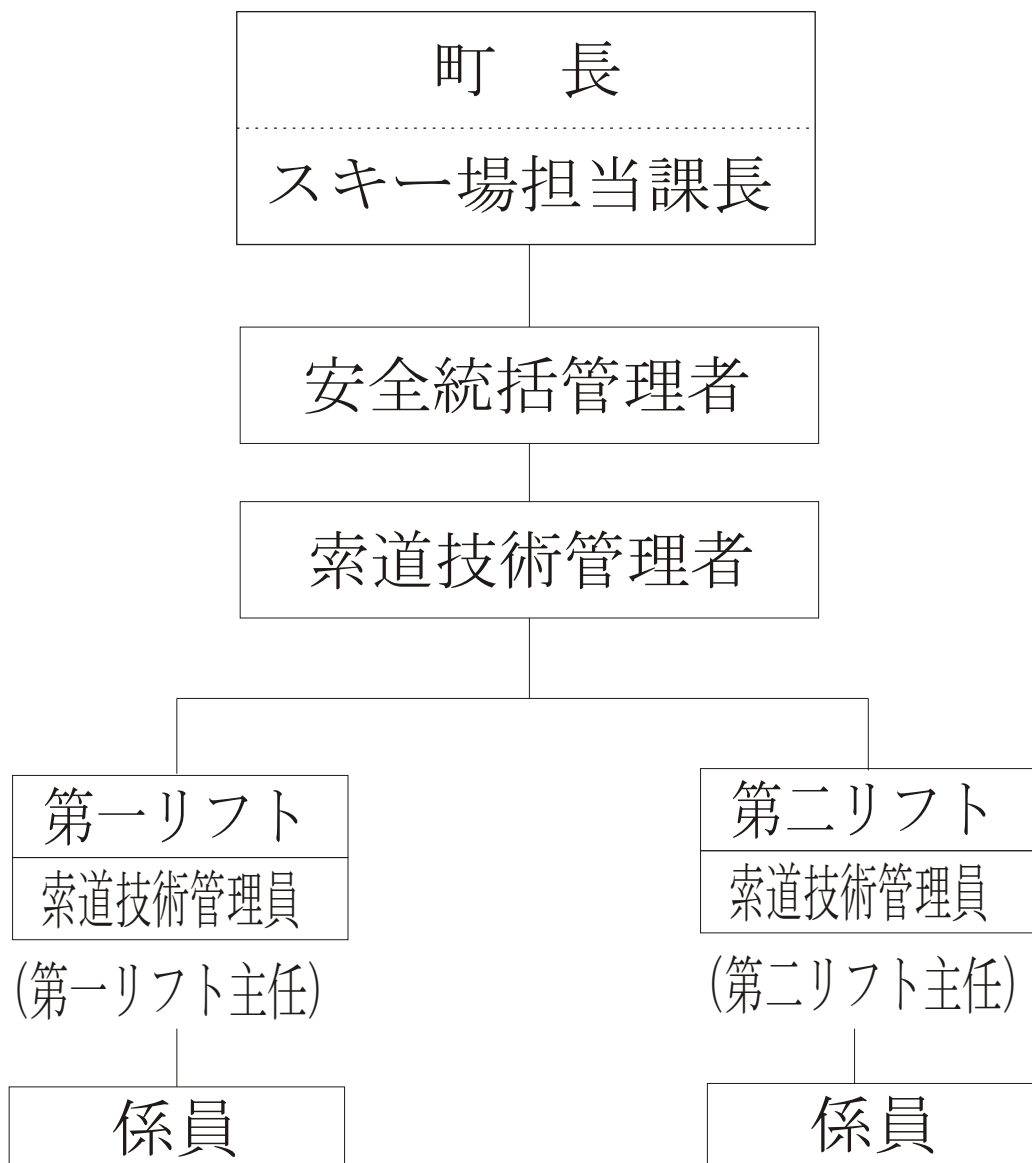 町　長
スキー場担当課長
安全統括管理者
索道技術管理者
第一リフト
索道技術管理員
(第一リフト主任)
係員
第二リフト
索道技術管理員
(第二リフト主任)
係員